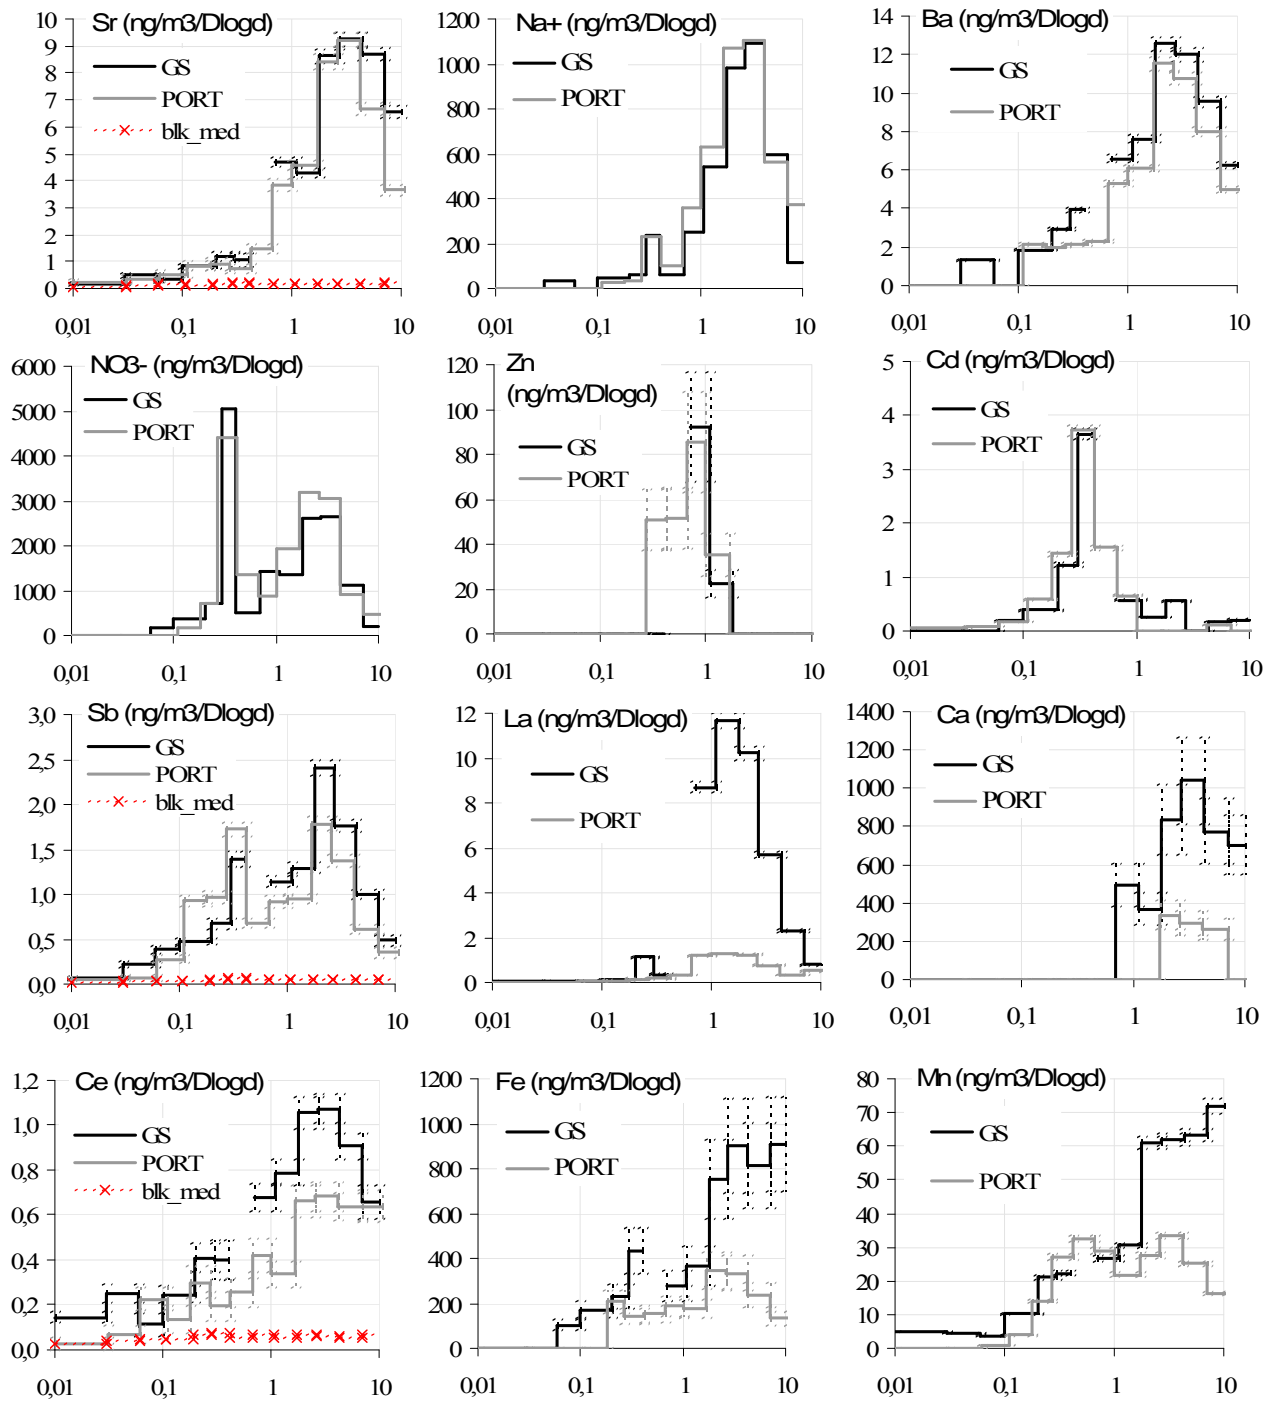 Sr (ng/m3/Dlogd)
10
9
8
7
6
5
4
3
2
1
0
GS
PORT
blk_med
0,01 0,1 1 10
Na+ (ng/m3/Dlogd)
1200
1000
800
600
400
200
0
GS
PORT
0,01 0,1 1 10
Ba (ng/m3/Dlogd)
14
12
10
8
6
4
2
0
GS
PORT
0,01 0,1 1 10
NO3- (ng/m3/Dlogd)
6000
5000
4000
3000
2000
1000
0
GS
PORT
0,01 0,1 1 10
Zn
(ng/m3/Dlogd)
120
100
80
60
40
20
0
GS
PORT
0,01 0,1 1 10
Cd (ng/m3/Dlogd)
5
4
3
2
1
0
GS
PORT
0,01 0,1 1 10
Sb (ng/m3/Dlogd)
3,0
2,5
2,0
1,5
1,0
0,5
0,0
GS
PORT
blk_med
0,01 0,1 1 10
La (ng/m3/Dlogd)
12
10
8
6
4
2
0
GS
PORT
0,01 0,1 1 10
Ca (ng/m3/Dlogd)
1400
1200
1000
800
600
400
200
0
GS
PORT
0,01 0,1 1 10
Ce (ng/m3/Dlogd)
1,2
1,0
0,8
0,6
0,4
0,2
0,0
GS
PORT
blk_med
0,01 0,1 1 10
Fe (ng/m3/Dlogd)
1200
1000
800
600
400
200
0
GS
PORT
0,01 0,1 1 10
Mn (ng/m3/Dlogd)
80
70
60
50
40
30
20
10
0
GS
PORT
0,01 0,1 1 10